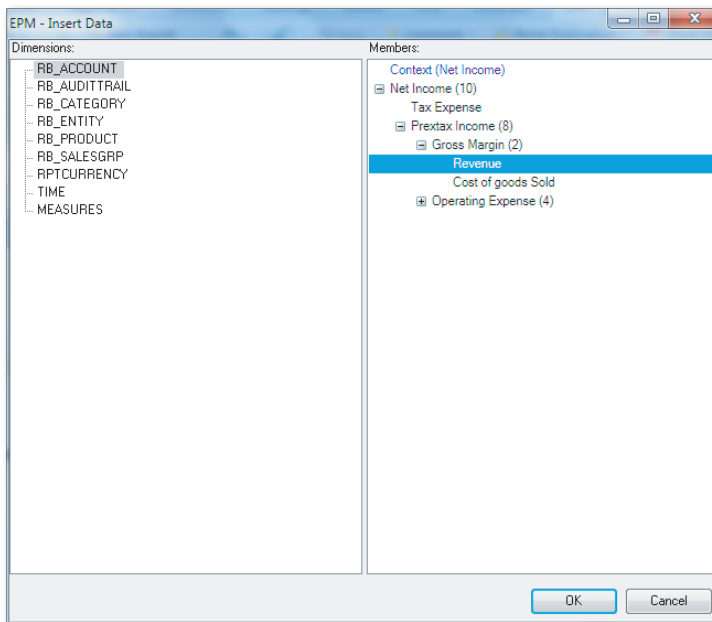 EPM - Insert Data
Dimensions:
RB_ACCOUNT
RB_AUDITTRAIL
RB_CATEGORY
RB_ENTITY
RB_PRODUCT
RB_SALESGRP
RPTCURRENCY
TIME
MEASURES
Members:
Context (Net Income)
Net Income (10)
Tax Expense
Prextax Income (8)
Gross Margin (2)
Revenue
Cost of goods Sold
Operating Expense (4)
OK
Cancel